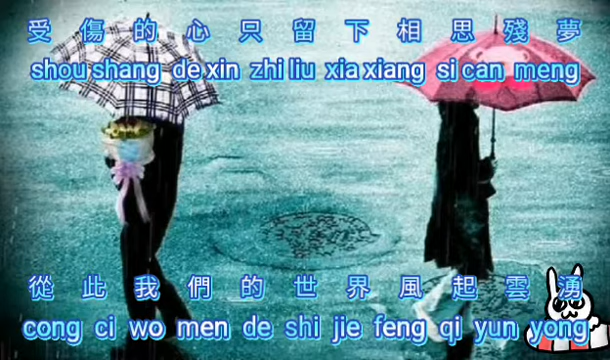 受傷的心只留下相思殘夢
shou shang de xin zhi liu xia xiang si can meng
從此我們的世界風起雲湧
cong ci wo men de shi jie feng qi yun yong